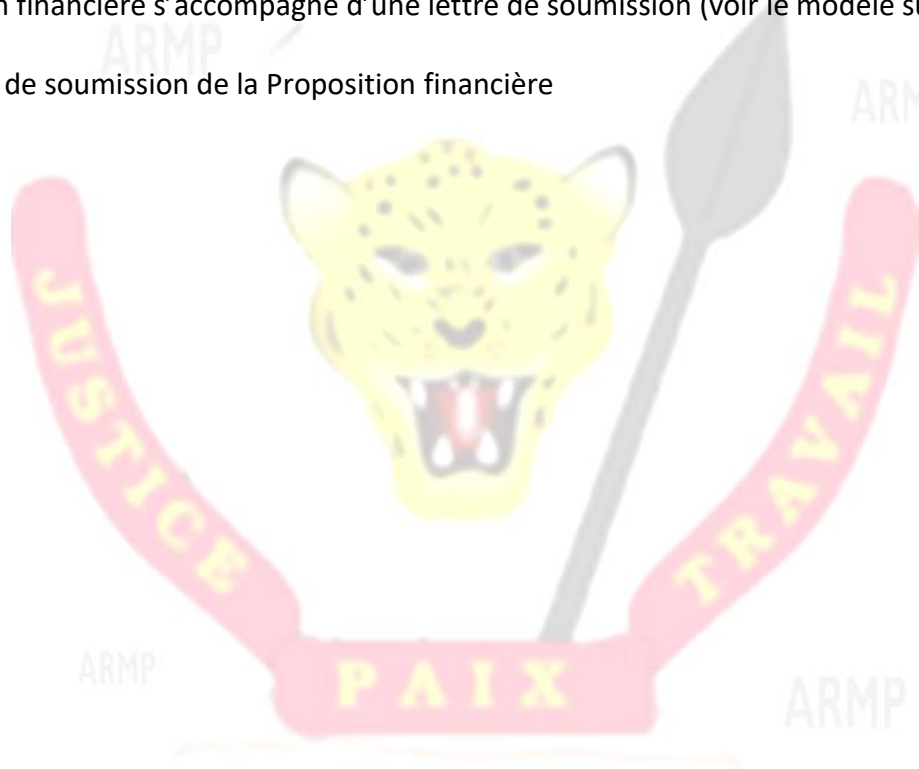 n financière s'accompagne d'une lettre de soumission (voir le modèle su
ARMP
de soumission de la Proposition financière
ARM
JUSTICE
TRAVAIL
PAIX
ARMP
ARMP